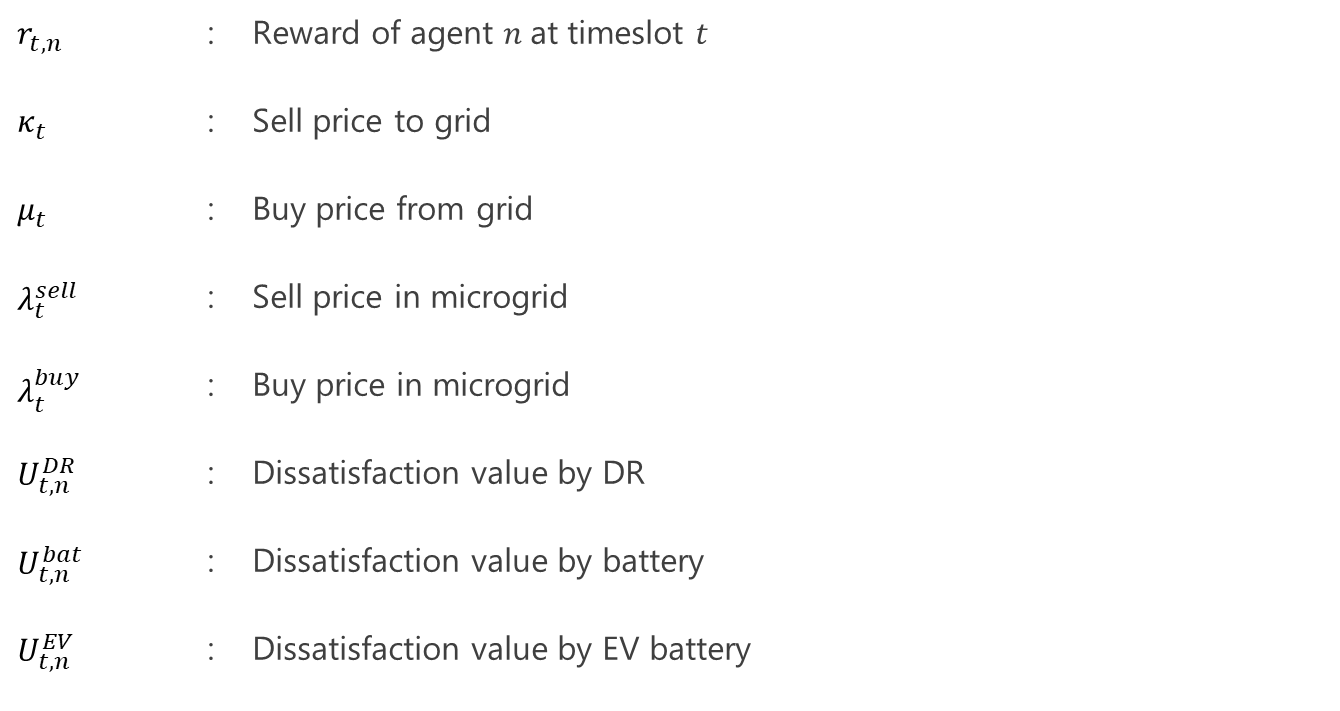 r_{t,n} : Reward of agent n at timeslot t
κ_t : Sell price to grid
μ_t : Buy price from grid
λ_t^{sell} : Sell price in microgrid
λ_t^{buy} : Buy price in microgrid
U_{t,n}^{DR} : Dissatisfaction value by DR
U_{t,n}^{bat} : Dissatisfaction value by battery
U_{t,n}^{EV} : Dissatisfaction value by EV battery